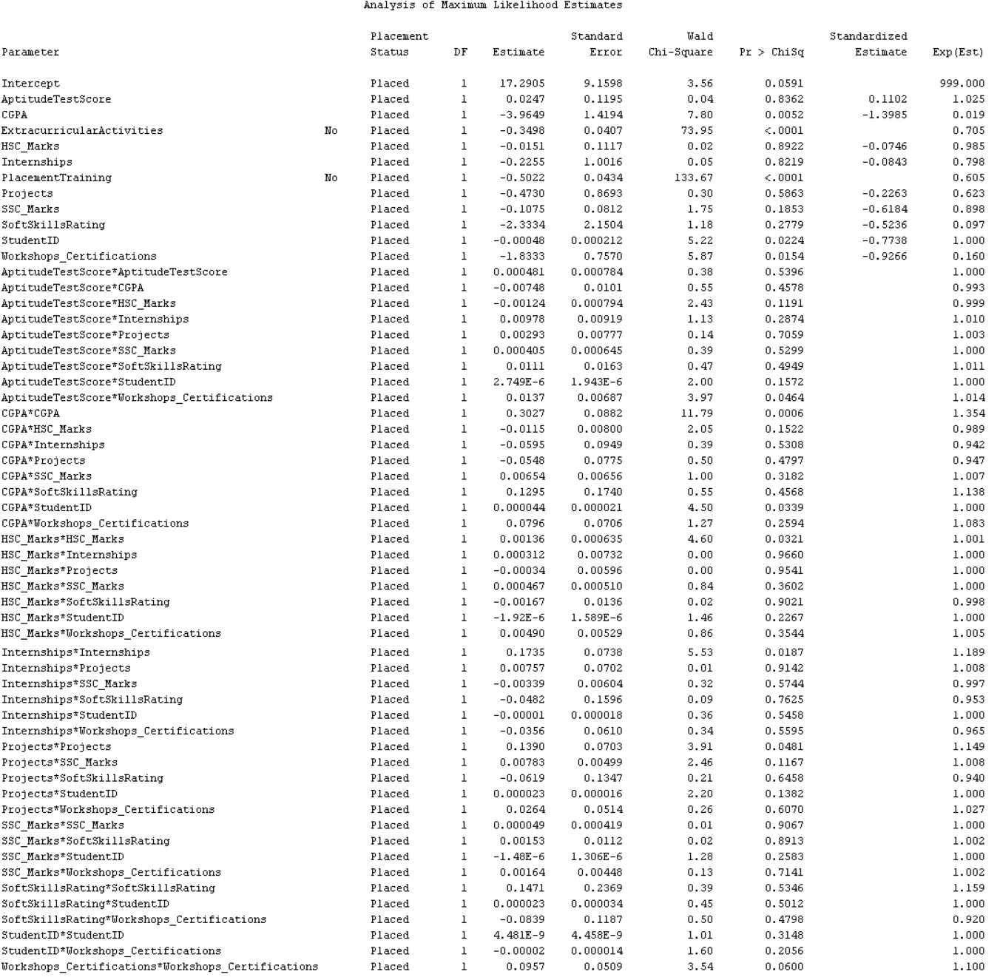 Analysis of Maximum Likelihood Estimates
Placement Standard Wald Standardized
Parameter Status DF Estimate Error Chi-Square Pr > ChiSq Estimate Exp(Est)
Intercept Placed 1 17.2905 9.1598 3.56 0.0591 999.000
AptitudeTestScore Placed 1 0.0247 0.1195 0.04 0.8362 0.1102 1.025
CGPA Placed 1 -3.9649 1.4194 7.80 0.0052 -1.3985 0.019
ExtracurricularActivities No Placed 1 -0.3498 0.0407 73.95 <.0001 0.705
HSC_Marks Placed 1 -0.0151 0.1117 0.02 0.8922 -0.0746 0.985
Internships Placed 1 -0.2255 1.0016 0.05 0.8219 -0.0843 0.798
PlacementTraining No Placed 1 -0.5022 0.0434 133.67 <.0001 0.605
Projects Placed 1 -0.4730 0.8693 0.30 0.5863 -0.2263 0.623
SSC_Marks Placed 1 -0.1075 0.0812 1.75 0.1853 -0.6184 0.898
SoftSkillsRating Placed 1 -2.3334 2.1504 1.18 0.2779 -0.5236 0.097
StudentID Placed 1 -0.00048 0.000212 5.22 0.0224 -0.7738 1.000
Workshops_Certifications Placed 1 -1.8333 0.7570 5.87 0.0154 -0.9266 0.160
AptitudeTestScore*AptitudeTestScore Placed 1 0.000481 0.000784 0.38 0.5396 1.000
AptitudeTestScore*CGPA Placed 1 -0.00748 0.0101 0.55 0.4578 0.993
AptitudeTestScore*HSC_Marks Placed 1 -0.00124 0.000794 2.43 0.1191 0.999
AptitudeTestScore*Internships Placed 1 0.00978 0.00919 1.13 0.2874 1.010
AptitudeTestScore*Projects Placed 1 0.00293 0.00777 0.14 0.7059 1.003
AptitudeTestScore*SSC_Marks Placed 1 0.000405 0.000645 0.39 0.5299 1.000
AptitudeTestScore*SoftSkillsRating Placed 1 0.0111 0.0163 0.47 0.4949 1.011
AptitudeTestScore*StudentID Placed 1 2.749E-6 1.943E-6 2.00 0.1572 1.000
AptitudeTestScore*Workshops_Certifications Placed 1 0.0137 0.00687 3.97 0.0464 1.014
CGPA*CGPA Placed 1 0.3027 0.0882 11.79 0.0006 1.354
CGPA*HSC_Marks Placed 1 -0.0115 0.00800 2.05 0.1522 0.989
CGPA*Internships Placed 1 -0.0595 0.0949 0.39 0.5308 0.942
CGPA*Projects Placed 1 -0.0548 0.0775 0.50 0.4797 0.947
CGPA*SSC_Marks Placed 1 0.00654 0.00656 1.00 0.3182 1.007
CGPA*SoftSkillsRating Placed 1 0.1295 0.1740 0.55 0.4568 1.138
CGPA*StudentID Placed 1 0.000044 0.000021 4.50 0.0339 1.000
CGPA*Workshops_Certifications Placed 1 0.0796 0.0706 1.27 0.2594 1.083
HSC_Marks*HSC_Marks Placed 1 0.00136 0.000635 4.60 0.0321 1.001
HSC_Marks*Internships Placed 1 0.000312 0.00732 0.00 0.9660 1.000
HSC_Marks*Projects Placed 1 -0.00034 0.00596 0.00 0.9541 1.000
HSC_Marks*SSC_Marks Placed 1 0.000467 0.000510 0.84 0.3602 1.000
HSC_Marks*SoftSkillsRating Placed 1 -0.00167 0.0136 0.02 0.9021 0.998
HSC_Marks*StudentID Placed 1 -1.92E-6 1.589E-6 1.46 0.2267 1.000
HSC_Marks*Workshops_Certifications Placed 1 0.00490 0.00529 0.86 0.3544 1.005
Internships*Internships Placed 1 0.1735 0.0738 5.53 0.0187 1.189
Internships*Projects Placed 1 0.00757 0.0702 0.01 0.9142 1.008
Internships*SSC_Marks Placed 1 -0.00339 0.00604 0.32 0.5744 0.997
Internships*SoftSkillsRating Placed 1 -0.0482 0.1596 0.09 0.7625 0.953
Internships*StudentID Placed 1 -0.00001 0.000018 0.36 0.5458 1.000
Internships*Workshops_Certifications Placed 1 -0.0356 0.0610 0.34 0.5595 0.965
Projects*Projects Placed 1 0.1390 0.0703 3.91 0.0481 1.149
Projects*SSC_Marks Placed 1 0.00783 0.00499 2.46 0.1167 1.008
Projects*SoftSkillsRating Placed 1 -0.0619 0.1347 0.21 0.6458 0.940
Projects*StudentID Placed 1 0.000023 0.000016 2.20 0.1382 1.000
Projects*Workshops_Certifications Placed 1 0.0264 0.0514 0.26 0.6070 1.027
SSC_Marks*SSC_Marks Placed 1 0.000049 0.000419 0.01 0.9067 1.000
SSC_Marks*SoftSkillsRating Placed 1 0.00153 0.0112 0.02 0.8913 1.002
SSC_Marks*StudentID Placed 1 -1.48E-6 1.306E-6 1.28 0.2583 1.000
SSC_Marks*Workshops_Certifications Placed 1 0.00164 0.00448 0.13 0.7141 1.002
SoftSkillsRating*SoftSkillsRating Placed 1 0.1471 0.2369 0.39 0.5346 1.159
SoftSkillsRating*StudentID Placed 1 0.000023 0.000034 0.45 0.5012 1.000
SoftSkillsRating*Workshops_Certifications Placed 1 -0.0839 0.1187 0.50 0.4798 0.920
StudentID*StudentID Placed 1 4.481E-9 4.458E-9 1.01 0.3148 1.000
StudentID*Workshops_Certifications Placed 1 -0.00002 0.000014 1.60 0.2056 1.000
Workshops_Certifications*Workshops_Certifications Placed 1 0.0957 0.0509 3.54 0.0600 1.100